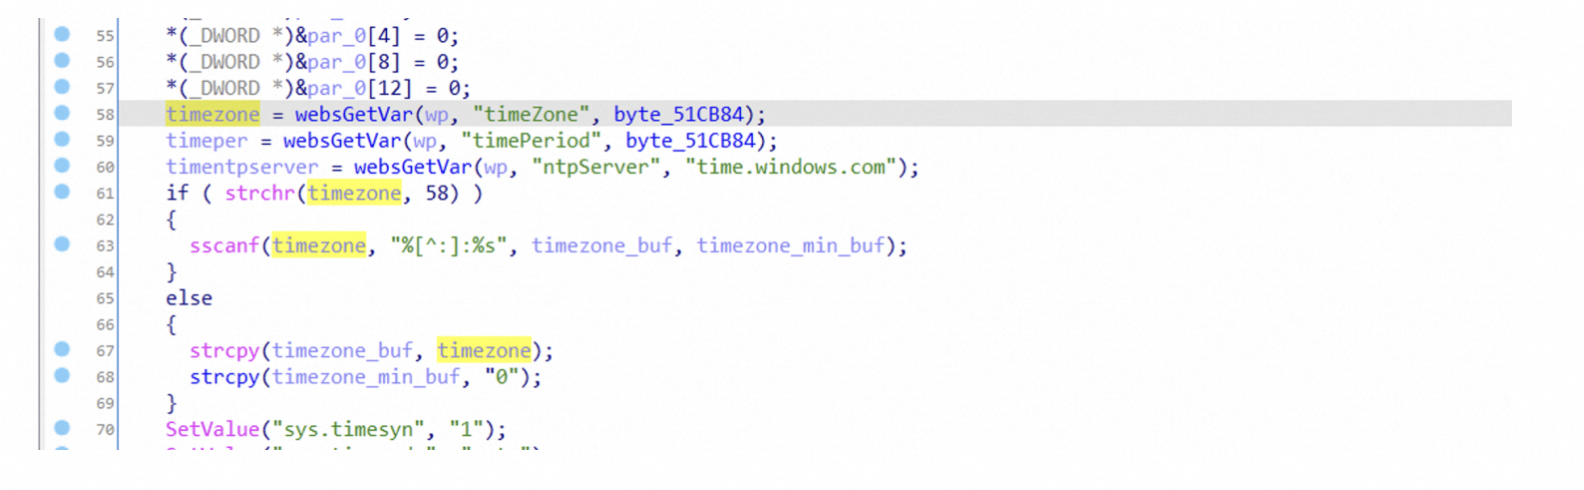 55 *(_DWORD *)&par_0[4] = 0;
56 *(_DWORD *)&par_0[8] = 0;
57 *(_DWORD *)&par_0[12] = 0;
58 timezone = websGetVar(wp, "timeZone", byte_51CB84);
59 timeper = websGetVar(wp, "timePeriod", byte_51CB84);
60 timentpserver = websGetVar(wp, "ntpServer", "time.windows.com");
61 if ( strchr(timezone, 58) )
62 {
63 sscanf(timezone, "%[^:]:%s", timezone_buf, timezone_min_buf);
64 }
65 else
66 {
67 strcpy(timezone_buf, timezone);
68 strcpy(timezone_min_buf, "0");
69 }
70 SetValue("sys.timesyn", "1");